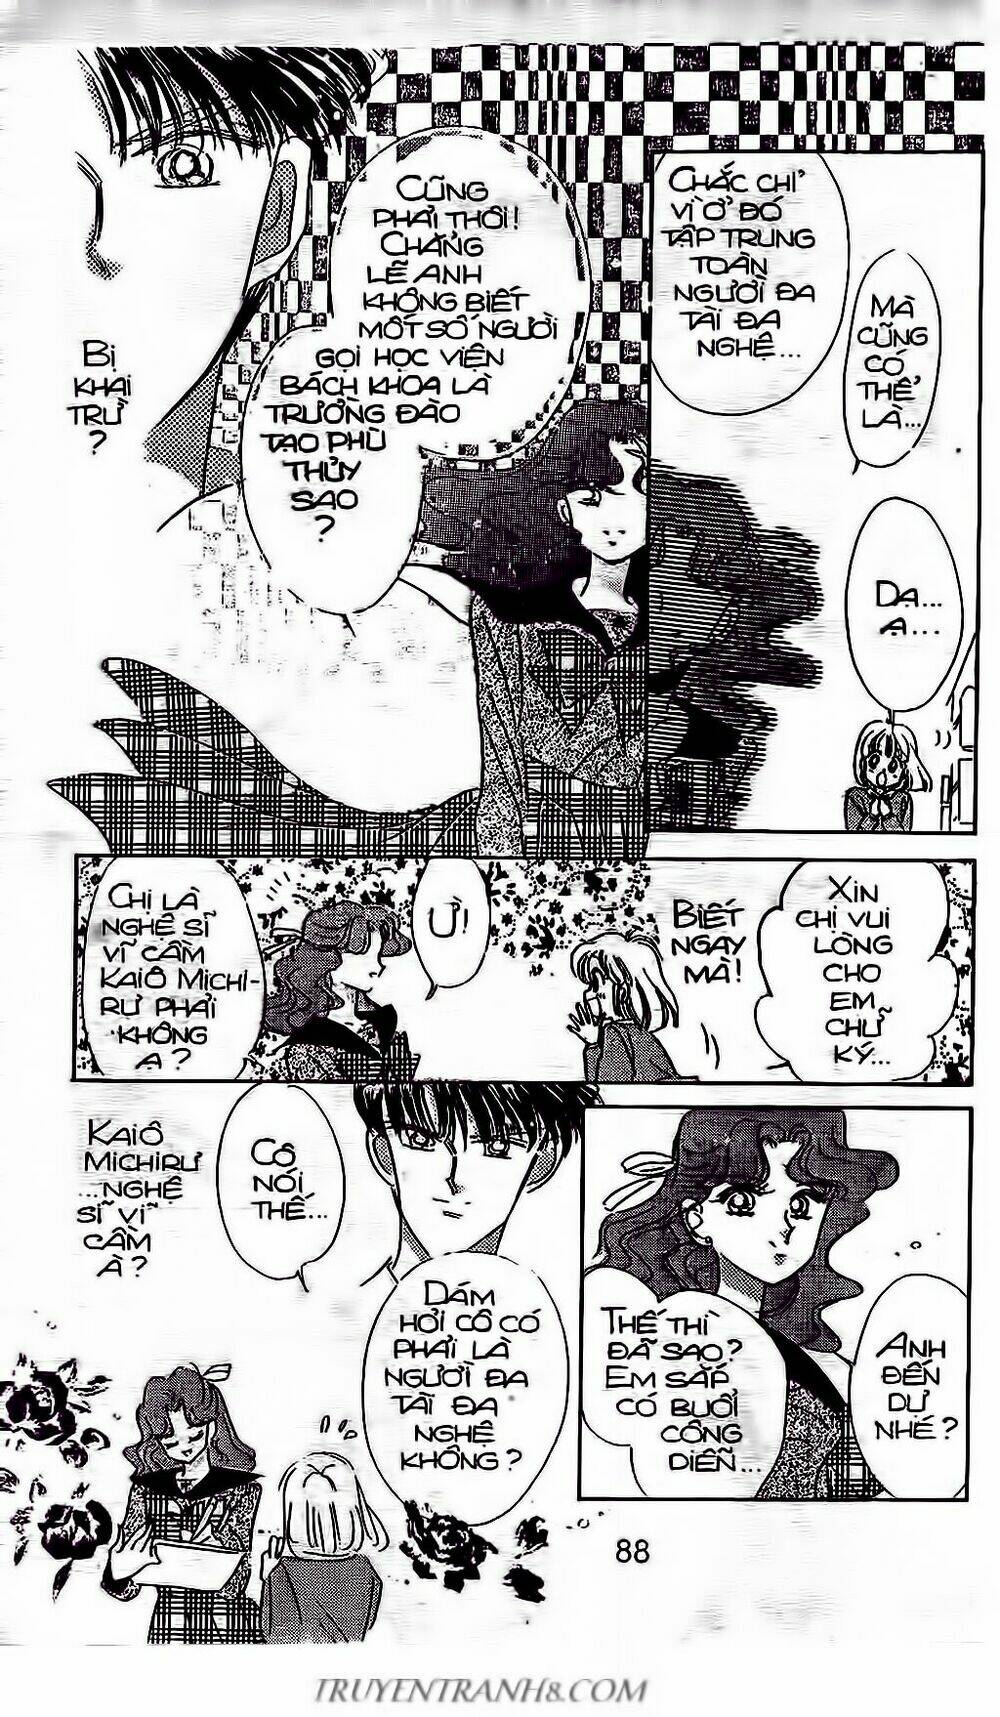 CHẮC CHỈ
VÌ Ở ĐÓ
TẬP TRUNG
TOÀN
NGƯỜI ĐA
TÀI ĐA
NGHỆ...
MÀ
CŨNG
CÓ
THỂ
LÀ...
DẠ...
Ạ...
CŨNG
PHẢI THÔI!
CHẲNG
LẼ ANH
KHÔNG BIẾT
MỘT SỐ NGƯỜI
GỌI HỌC VIỆN
BÁCH KHOA LÀ
TRƯỜNG ĐÀO
TẠO PHÙ
THỦY
SAO
?
BỊ
KHAI
TRỪ
?
CHỊ LÀ
NGHỆ SĨ
VĨ CẦM
KAIÔ MICHI-
RƯ PHẢI
KHÔNG
Ạ?
Ừ!
BIẾT
NGAY
MÀ!
XIN
CHỊ VUI
LÒNG
CHO
EM
CHỮ
KÝ...
KAIÔ
MICHIRƯ
...NGHỆ
SĨ VĨ
CẦM
À?
CÔ
NÓI
THẾ...
DÁM
HỎI CÔ CÓ
PHẢI LÀ
NGƯỜI ĐA
TÀI ĐA
NGHỆ
KHÔNG?
THẾ THÌ
ĐÃ SAO?
EM SẮP
CÓ BUỔI
CÔNG
DIỄN...
ANH
ĐẾN
DỰ
NHÉ?
88
TRUYENTRANH8.COM